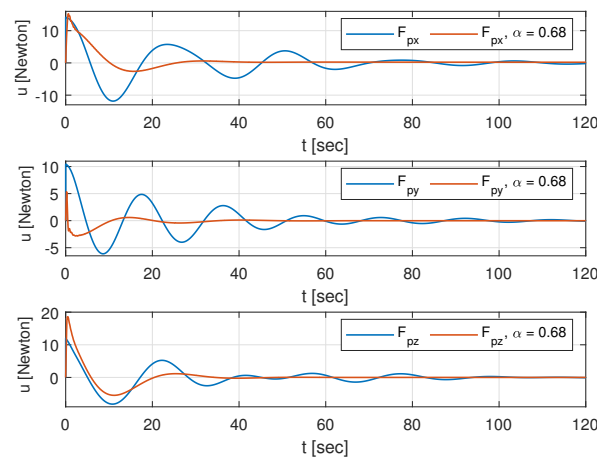 10
0
-10
u [Newton]
F_px F_px, α = 0.68
0 20 40 60 80 100 120
t [sec]
10
5
0
-5
u [Newton]
F_py F_py, α = 0.68
0 20 40 60 80 100 120
t [sec]
20
10
0
u [Newton]
F_pz F_pz, α = 0.68
0 20 40 60 80 100 120
t [sec]